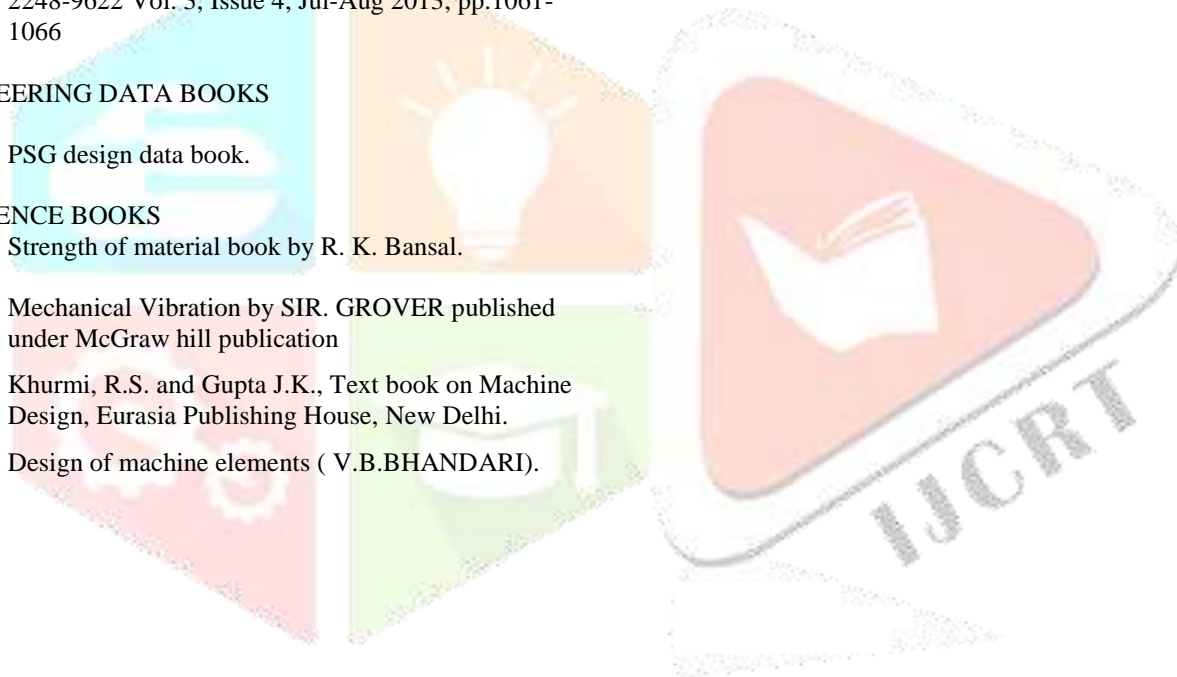 2248-9622 Vol. 3, Issue 4, Jul-Aug 2013, pp.1061-
1066
EERING DATA BOOKS
PSG design data book.
ENCE BOOKS
Strength of material book by R. K. Bansal.
Mechanical Vibration by SIR. GROVER published
under McGraw hill publication
Khurmi, R.S. and Gupta J.K., Text book on Machine
Design, Eurasia Publishing House, New Delhi.
Design of machine elements ( V.B.BHANDARI).
IJCRT